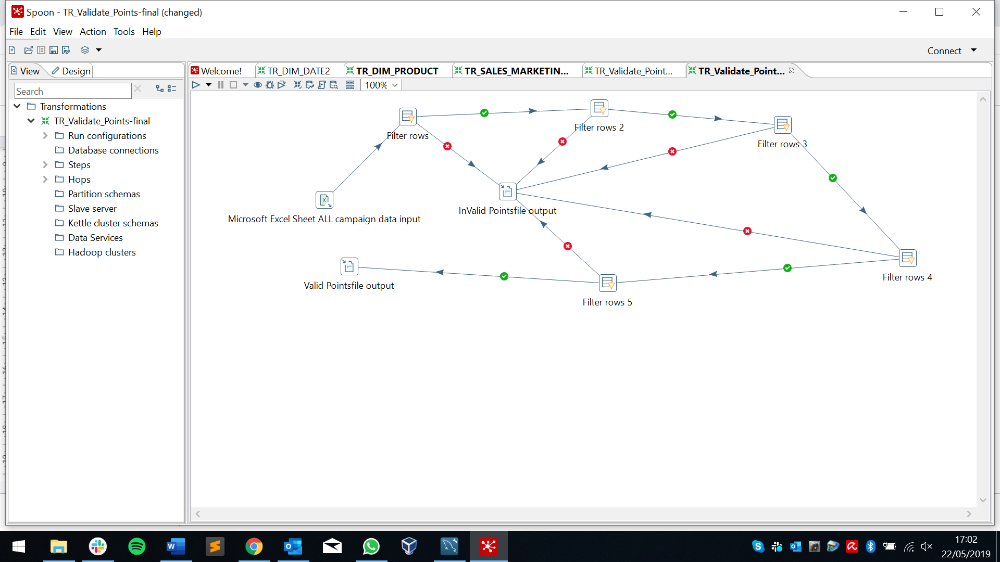 Spoon - TR_Validate_Points-final (changed)
File Edit View Action Tools Help
Connect
View Design
Welcome! TR_DIM_DATE2 TR_DIM_PRODUCT TR_SALES_MARKETIN... TR_Validate_Point... TR_Validate_Point...
100%
Search
Transformations
TR_Validate_Points-final
Run configurations
Database connections
Steps
Hops
Partition schemas
Slave server
Kettle cluster schemas
Data Services
Hadoop clusters
Filter rows 2
Filter rows
Filter rows 3
InValid Pointsfile output
Microsoft Excel Sheet ALL campaign data input
Filter rows 4
Valid Pointsfile output
Filter rows 5
17:02
22/05/2019